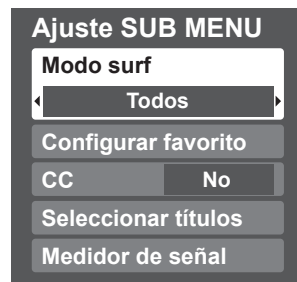 Ajuste SUB MENU
Modo surf
Todos
Configurar favorito
CC No
Seleccionar títulos
Medidor de señal